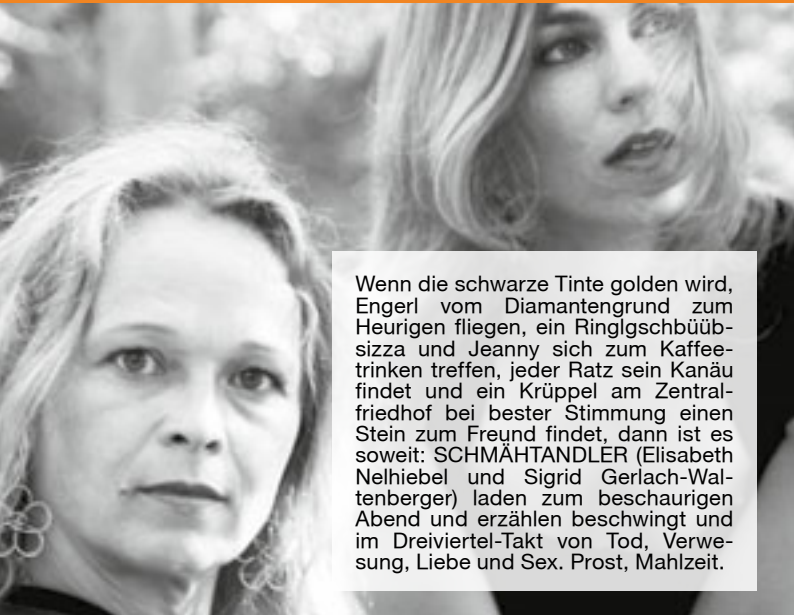 Wenn die schwarze Tinte golden wird,
Engerl vom Diamantengrund zum
Heurigen fliegen, ein Ringlgschbüüb-
sizza und Jeanny sich zum Kaffee-
trinken treffen, jeder Ratz sein Kanäu
findet und ein Krüppel am Zentral-
friedhof bei bester Stimmung einen
Stein zum Freund findet, dann ist es
soweit: SCHMÄHTANDLER (Elisabeth
Nelhiebel und Sigrid Gerlach-Wal-
tenberger) laden zum beschaurigen
Abend und erzählen beschwingt und
im Dreiviertel-Takt von Tod, Verwe-
sung, Liebe und Sex. Prost, Mahlzeit.